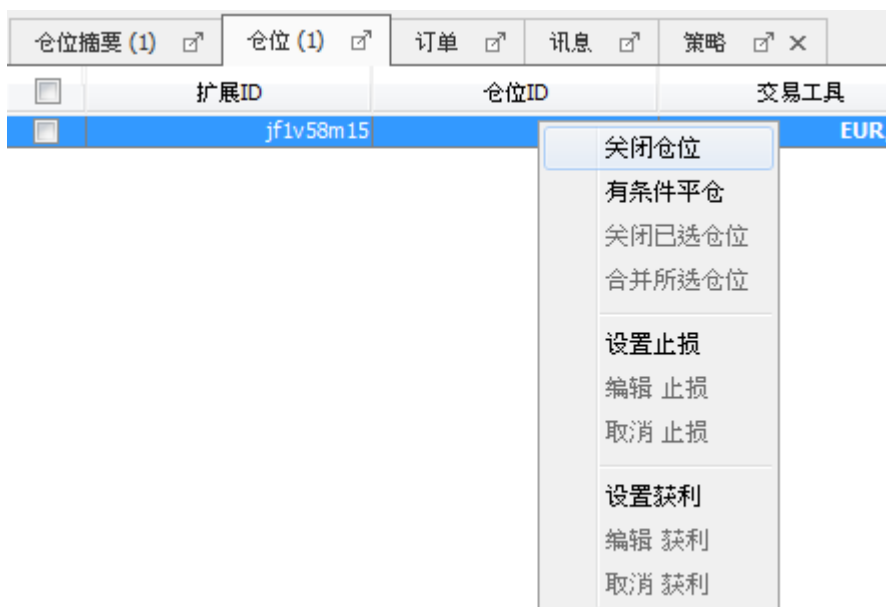 仓位摘要 (1) 仓位 (1) 订单 讯息 策略
扩展ID 仓位ID 交易工具
jf1v58m15 EUR
关闭仓位
有条件平仓
关闭已选仓位
合并所选仓位
设置止损
编辑 止损
取消 止损
设置获利
编辑 获利
取消 获利